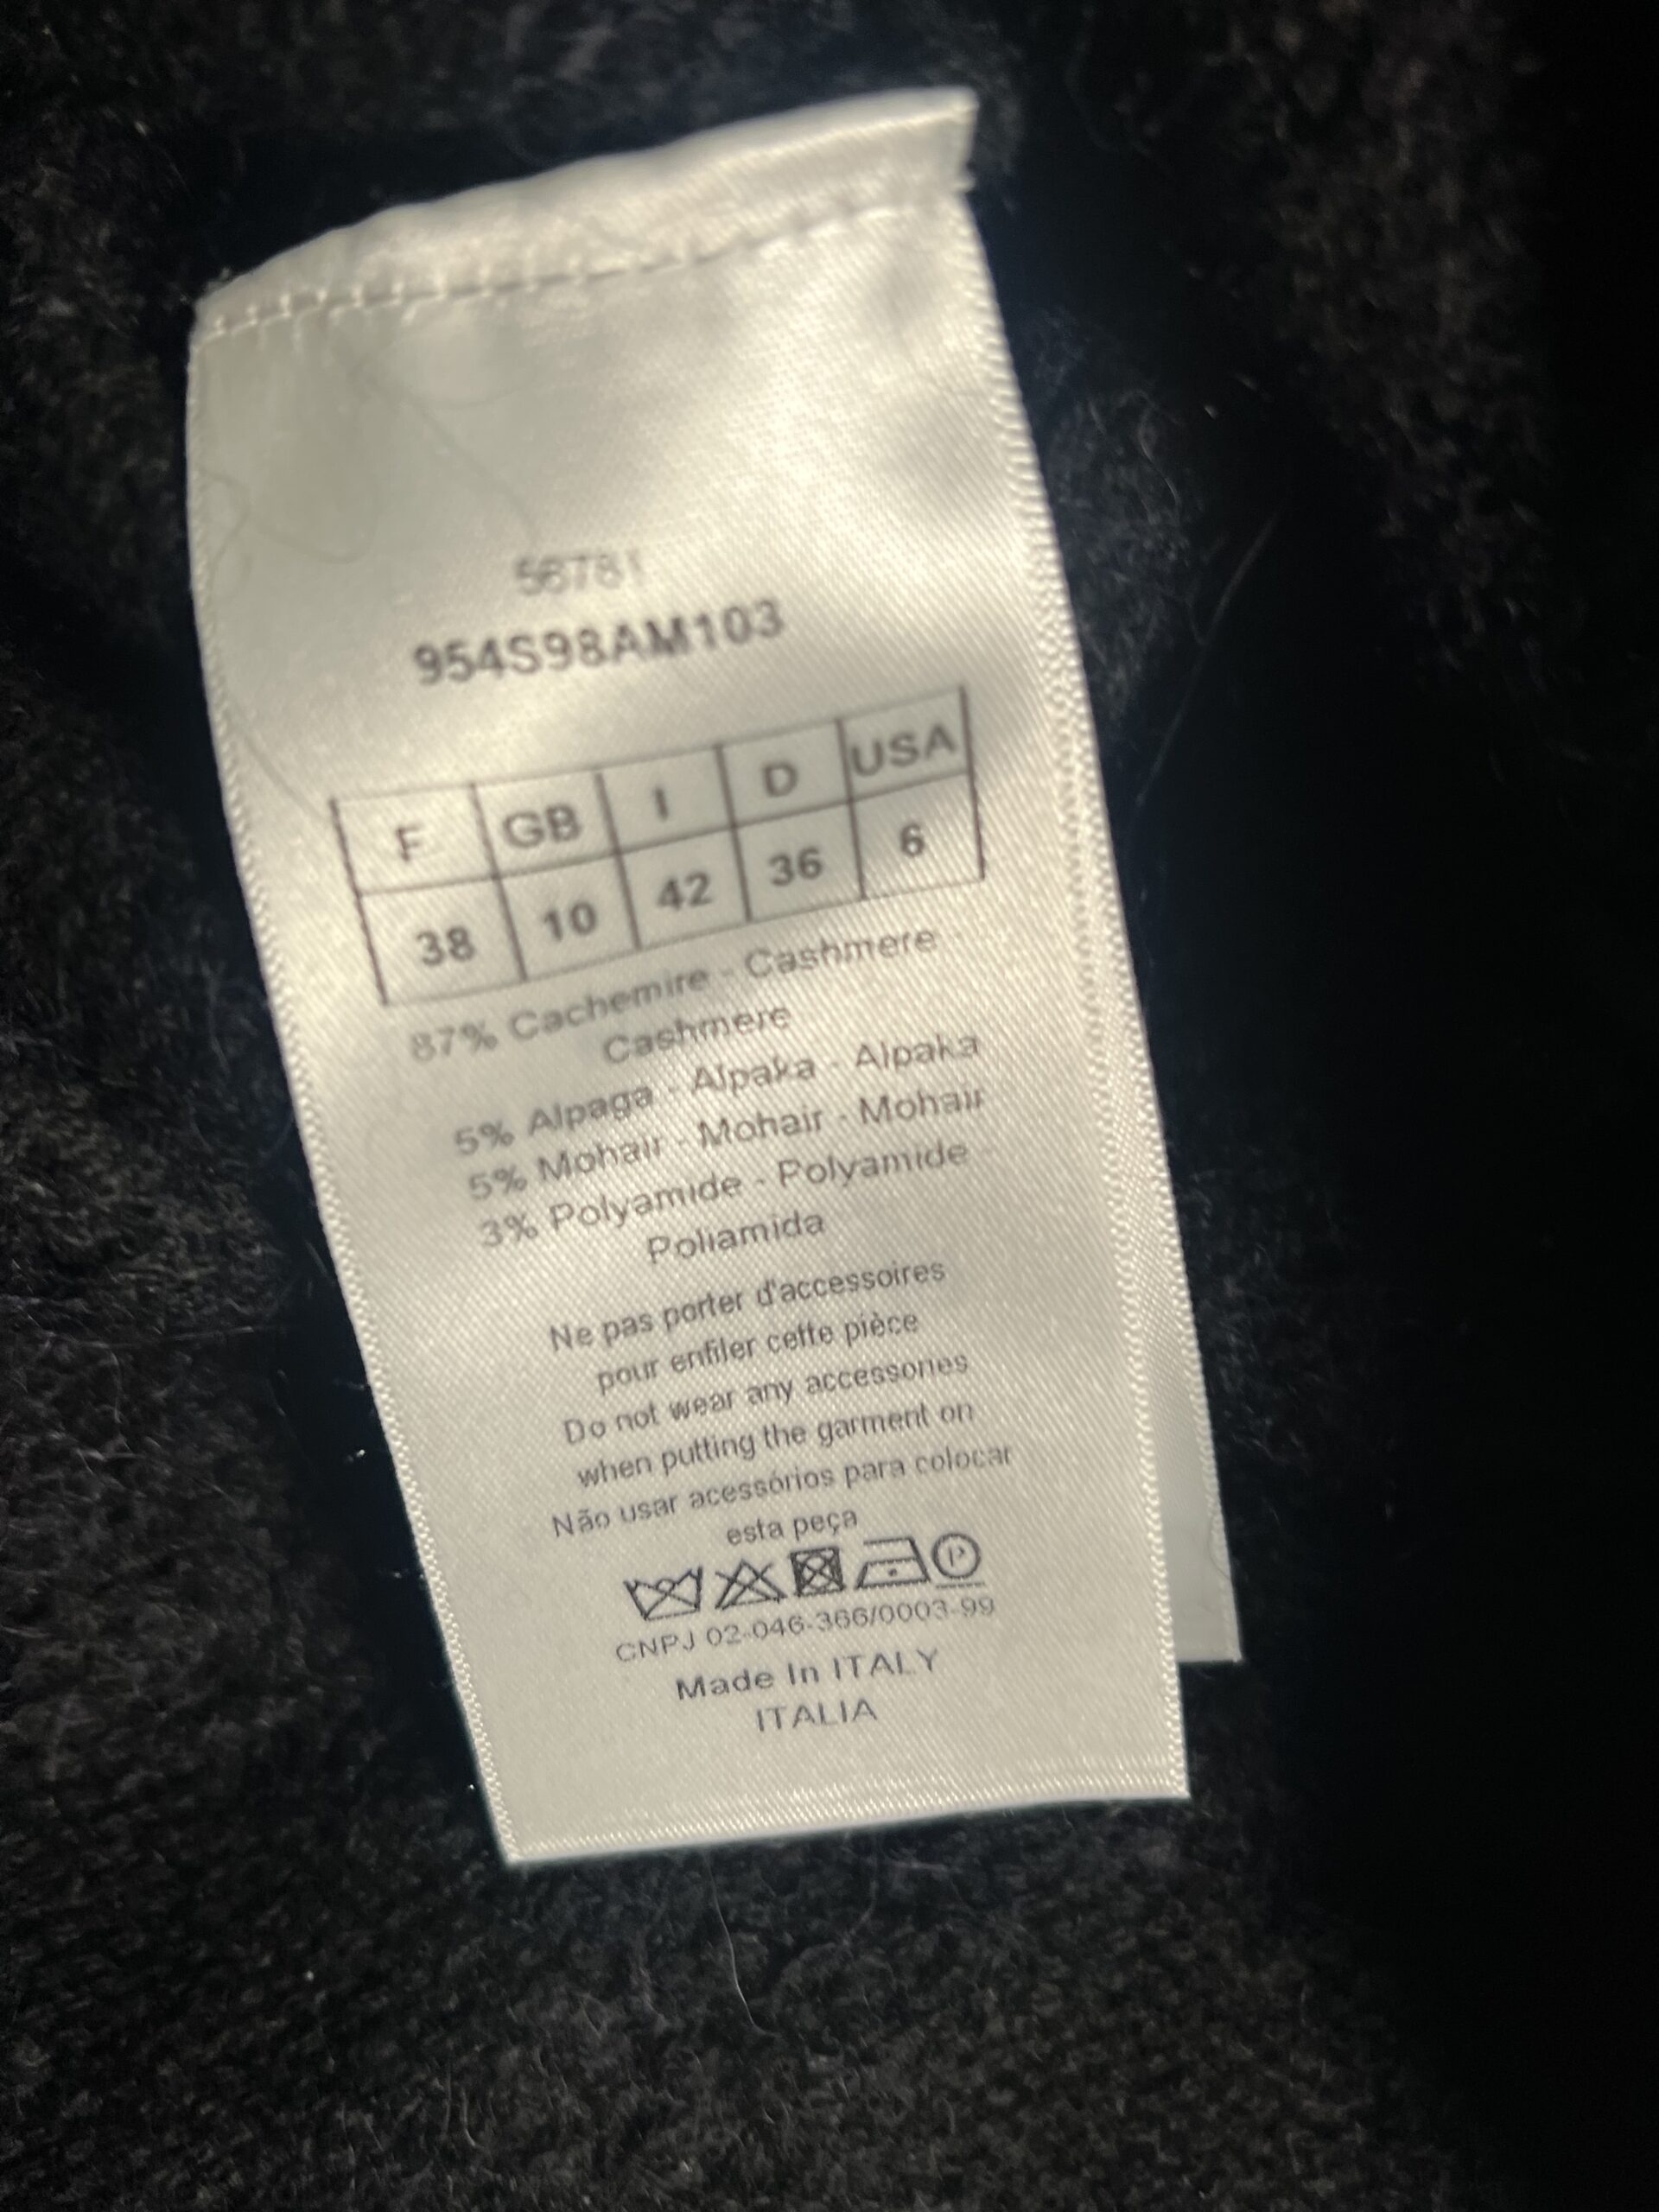 56781
954S98AM103
F GB I D USA
38 10 42 36 6
87% Cachemire - Cashmere
Cashmere
5% Alpaga - Alpaka - Alpaka
5% Mohair - Mohair - Mohair
3% Polyamide - Polyamide
Poliamida
Ne pas porter d'accessoires
pour enfiler cette pièce
Do not wear any accessories
when putting the garment on
Não usar acessórios para colocar
esta peça
P
CNPJ 02-046-366/0003-99
Made In ITALY
ITALIA